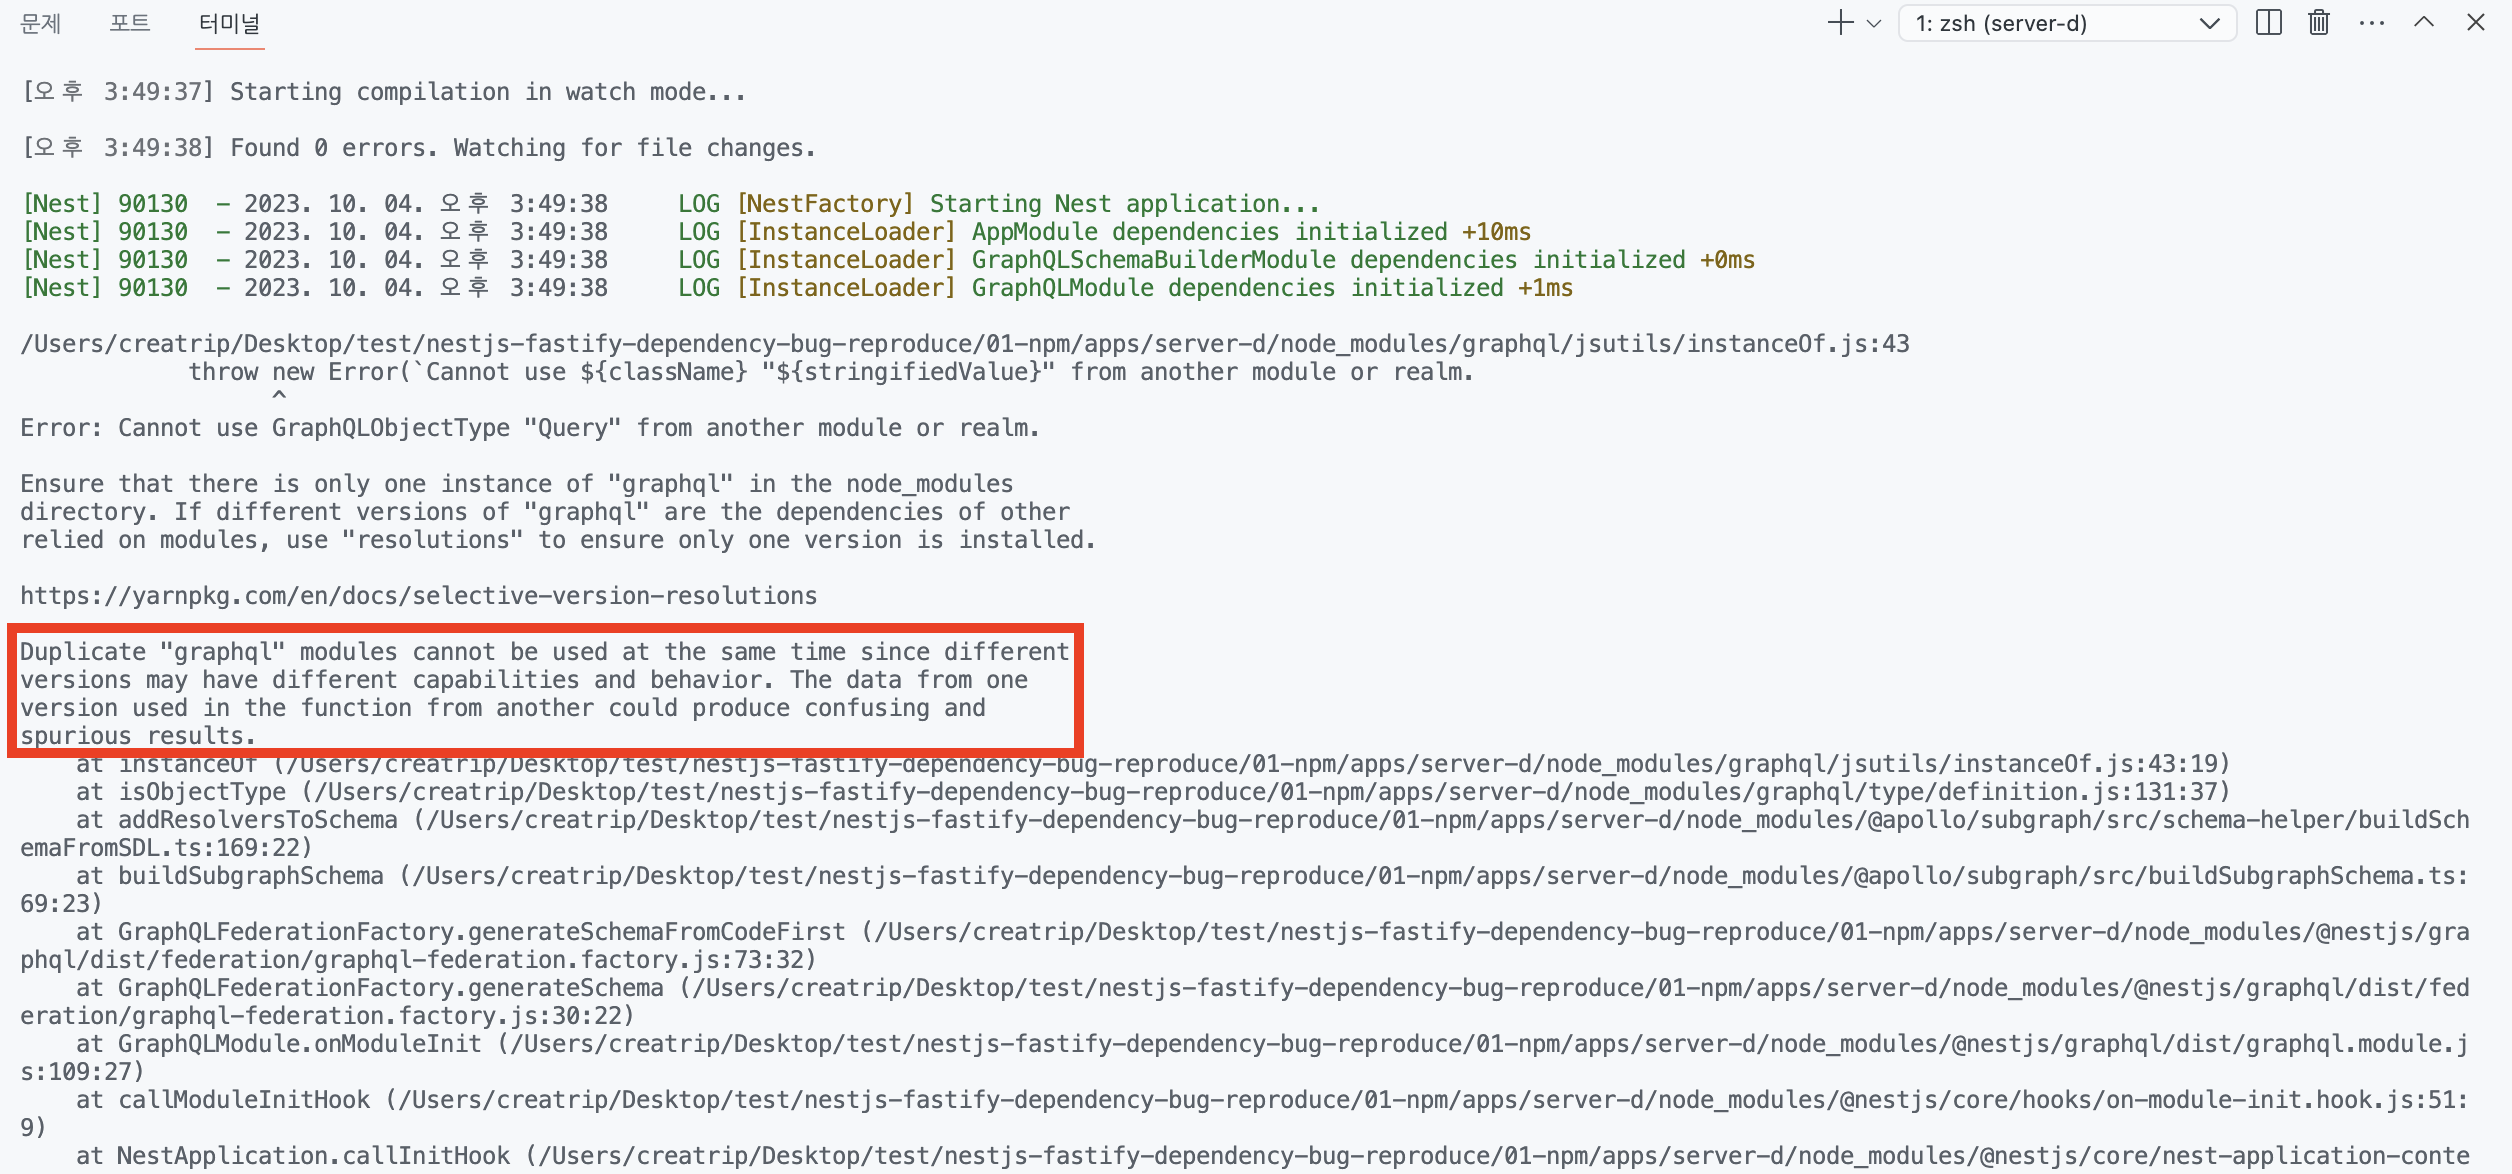 문제 포트 터미널 1: zsh (server-d)
[오후 3:49:37] Starting compilation in watch mode...
[오후 3:49:38] Found 0 errors. Watching for file changes.
[Nest] 90130  - 2023. 10. 04. 오후 3:49:38     LOG [NestFactory] Starting Nest application...
[Nest] 90130  - 2023. 10. 04. 오후 3:49:38     LOG [InstanceLoader] AppModule dependencies initialized +10ms
[Nest] 90130  - 2023. 10. 04. 오후 3:49:38     LOG [InstanceLoader] GraphQLSchemaBuilderModule dependencies initialized +0ms
[Nest] 90130  - 2023. 10. 04. 오후 3:49:38     LOG [InstanceLoader] GraphQLModule dependencies initialized +1ms
/Users/creatrip/Desktop/test/nestjs-fastify-dependency-bug-reproduce/01-npm/apps/server-d/node_modules/graphql/jsutils/instanceOf.js:43
            throw new Error(`Cannot use ${className} "${stringifiedValue}" from another module or realm.
                  ^
Error: Cannot use GraphQLObjectType "Query" from another module or realm.
Ensure that there is only one instance of "graphql" in the node_modules
directory. If different versions of "graphql" are the dependencies of other
relied on modules, use "resolutions" to ensure only one version is installed.
https://yarnpkg.com/en/docs/selective-version-resolutions
Duplicate "graphql" modules cannot be used at the same time since different
versions may have different capabilities and behavior. The data from one
version used in the function from another could produce confusing and
spurious results.
    at instanceOf (/Users/creatrip/Desktop/test/nestjs-fastify-dependency-bug-reproduce/01-npm/apps/server-d/node_modules/graphql/jsutils/instanceOf.js:43:19)
    at isObjectType (/Users/creatrip/Desktop/test/nestjs-fastify-dependency-bug-reproduce/01-npm/apps/server-d/node_modules/graphql/type/definition.js:131:37)
    at addResolversToSchema (/Users/creatrip/Desktop/test/nestjs-fastify-dependency-bug-reproduce/01-npm/apps/server-d/node_modules/@apollo/subgraph/src/schema-helper/buildSch
emaFromSDL.ts:169:22)
    at buildSubgraphSchema (/Users/creatrip/Desktop/test/nestjs-fastify-dependency-bug-reproduce/01-npm/apps/server-d/node_modules/@apollo/subgraph/src/buildSubgraphSchema.ts:
69:23)
    at GraphQLFederationFactory.generateSchemaFromCodeFirst (/Users/creatrip/Desktop/test/nestjs-fastify-dependency-bug-reproduce/01-npm/apps/server-d/node_modules/@nestjs/gra
phql/dist/federation/graphql-federation.factory.js:73:32)
    at GraphQLFederationFactory.generateSchema (/Users/creatrip/Desktop/test/nestjs-fastify-dependency-bug-reproduce/01-npm/apps/server-d/node_modules/@nestjs/graphql/dist/fed
eration/graphql-federation.factory.js:30:22)
    at GraphQLModule.onModuleInit (/Users/creatrip/Desktop/test/nestjs-fastify-dependency-bug-reproduce/01-npm/apps/server-d/node_modules/@nestjs/graphql/dist/graphql.module.j
s:109:27)
    at callModuleInitHook (/Users/creatrip/Desktop/test/nestjs-fastify-dependency-bug-reproduce/01-npm/apps/server-d/node_modules/@nestjs/core/hooks/on-module-init.hook.js:51:
9)
    at NestApplication.callInitHook (/Users/creatrip/Desktop/test/nestjs-fastify-dependency-bug-reproduce/01-npm/apps/server-d/node_modules/@nestjs/core/nest-application-conte